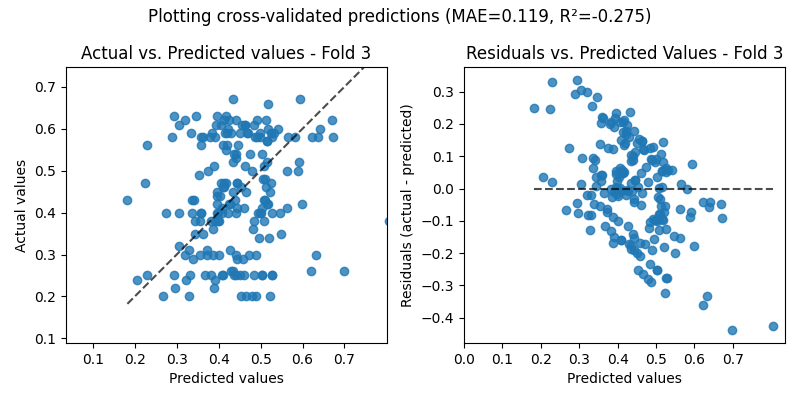 Plotting cross-validated predictions (MAE=0.119, R²=-0.275)
Actual vs. Predicted values - Fold 3
Actual values
0.7
0.6
0.5
0.4
0.3
0.2
0.1
0.1 0.2 0.3 0.4 0.5 0.6 0.7
Predicted values
Residuals vs. Predicted Values - Fold 3
Residuals (actual - predicted)
0.3
0.2
0.1
0.0
−0.1
−0.2
−0.3
−0.4
0.0 0.1 0.2 0.3 0.4 0.5 0.6 0.7
Predicted values